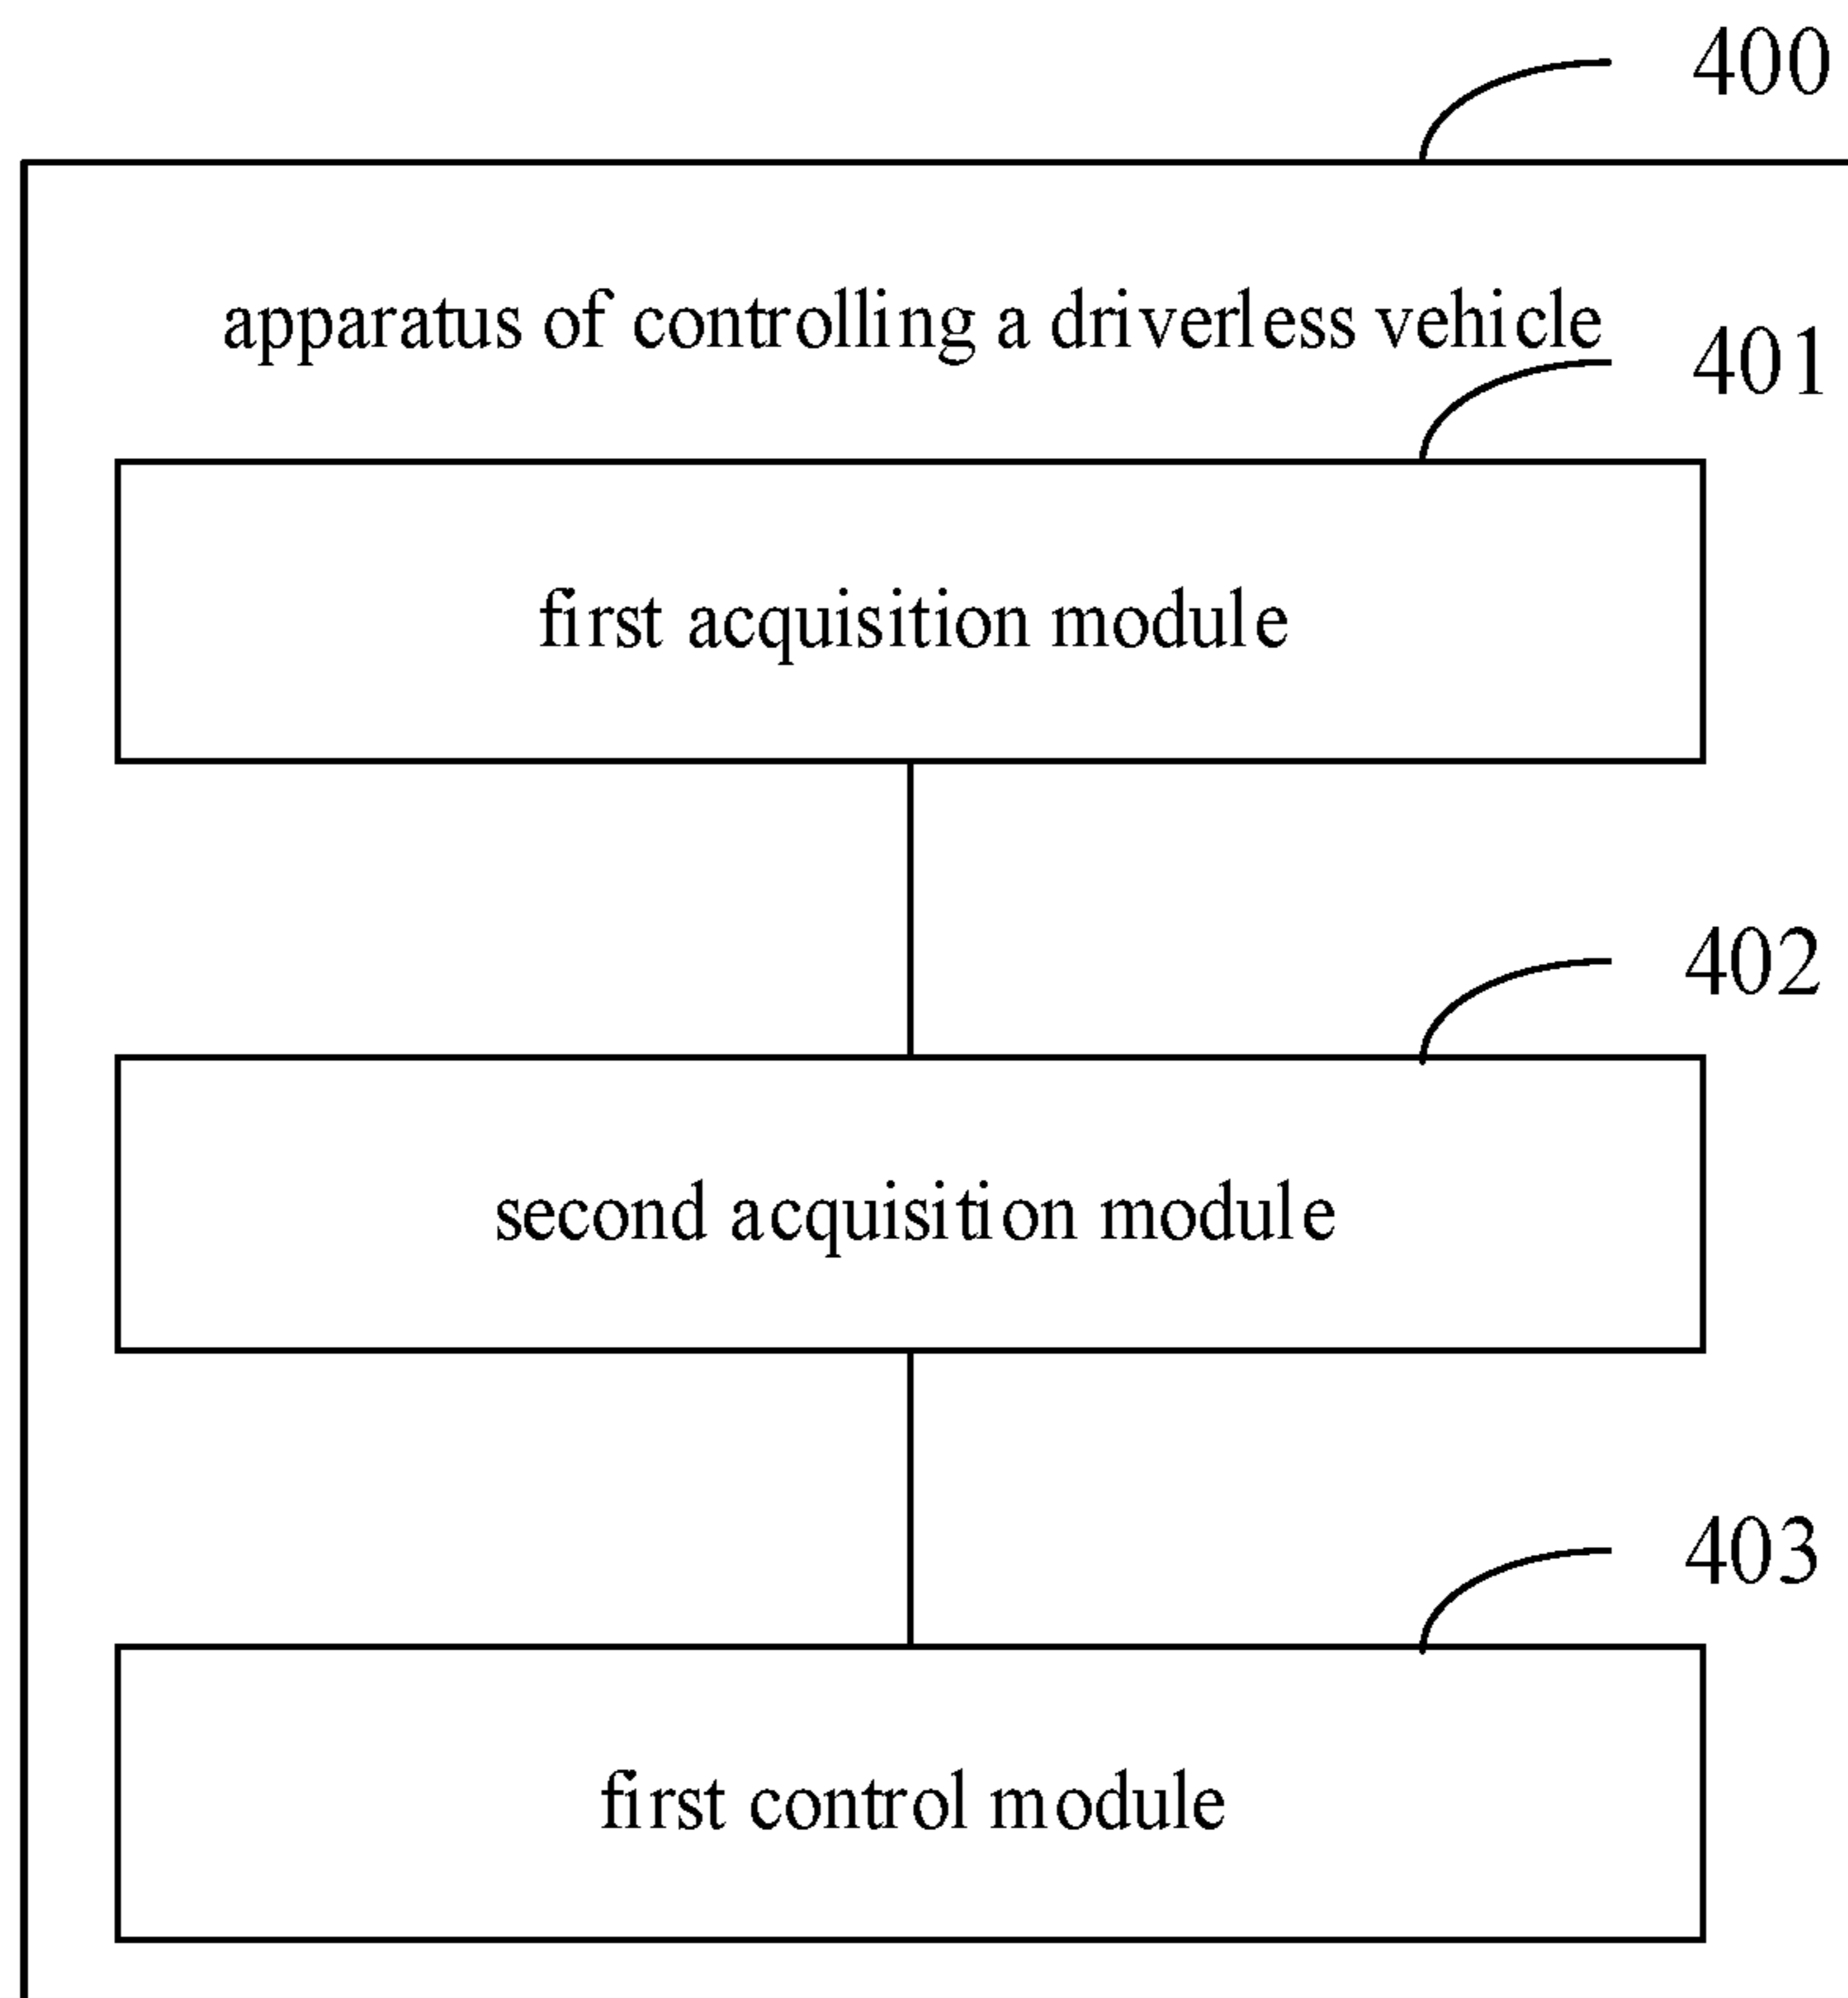 400
apparatus of controlling a driverless vehicle
401
first acquisition module
402
second acquisition module
403
first control module